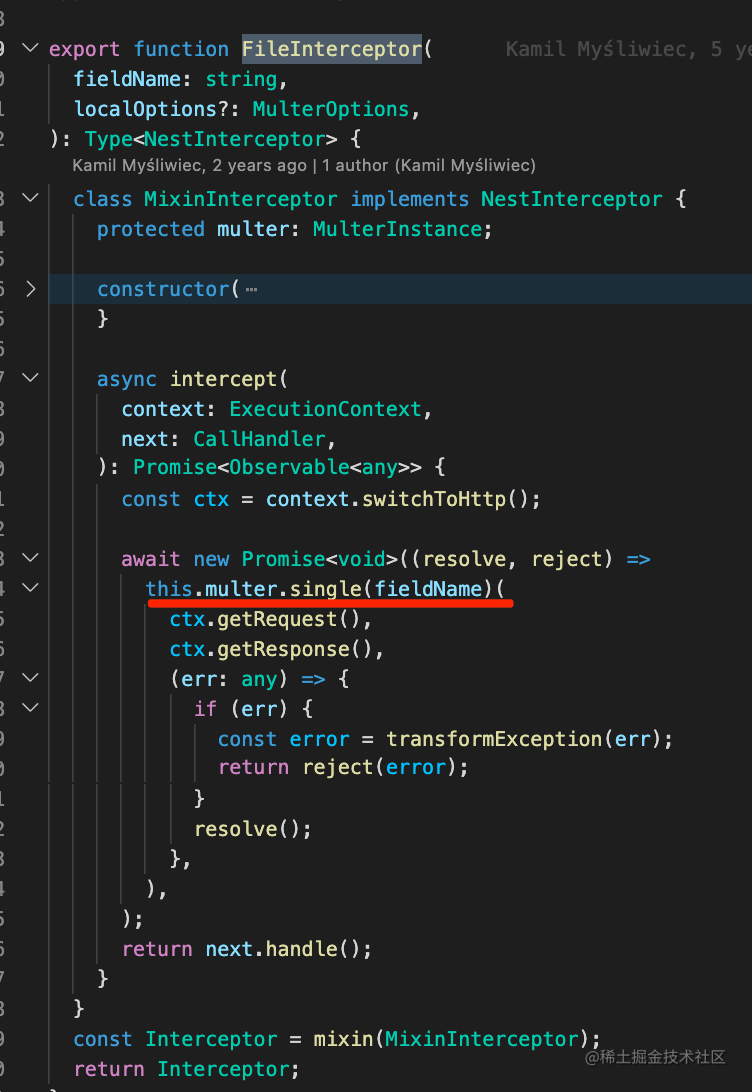 export function FileInterceptor( Kamil Myśliwiec, 5 ye
fieldName: string,
localOptions?: MulterOptions,
): Type<NestInterceptor> {
Kamil Myśliwiec, 2 years ago | 1 author (Kamil Myśliwiec)
class MixinInterceptor implements NestInterceptor {
protected multer: MulterInstance;
constructor( ⋯
}
async intercept(
context: ExecutionContext,
next: CallHandler,
): Promise<Observable<any>> {
const ctx = context.switchToHttp();
await new Promise<void>((resolve, reject) =>
this.multer.single(fieldName)(
ctx.getRequest(),
ctx.getResponse(),
(err: any) => {
if (err) {
const error = transformException(err);
return reject(error);
}
resolve();
},
),
);
return next.handle();
}
}
const Interceptor = mixin(MixinInterceptor);
return Interceptor;
@稀土掘金技术社区